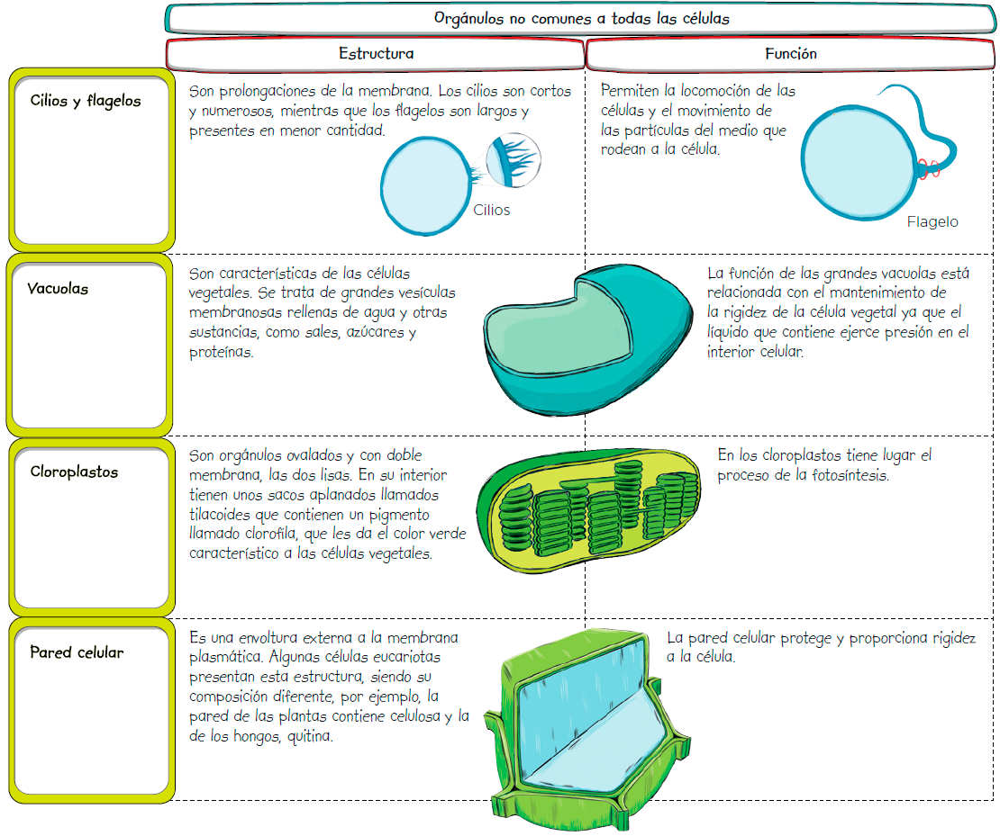 Orgánulos no comunes a todas las células
Estructura
Función
Cilios y flagelos
Son prolongaciones de la membrana. Los cilios son cortos
y numerosos, mientras que los flagelos son largos y
presentes en menor cantidad.
Cilios
Permiten la locomoción de las
células y el movimiento de
las partículas del medio que
rodean a la célula.
Flagelo
Vacuolas
Son características de las células
vegetales. Se trata de grandes vesículas
membranosas rellenas de agua y otras
sustancias, como sales, azúcares y
proteínas.
La función de las grandes vacuolas está
relacionada con el mantenimiento de
la rigidez de la célula vegetal ya que el
líquido que contiene ejerce presión en el
interior celular.
Cloroplastos
Son orgánulos ovalados y con doble
membrana, las dos lisas. En su interior
tienen unos sacos aplanados llamados
tilacoides que contienen un pigmento
llamado clorofila, que les da el color verde
característico a las células vegetales.
En los cloroplastos tiene lugar el
proceso de la fotosíntesis.
Pared celular
Es una envoltura externa a la membrana
plasmática. Algunas células eucariotas
presentan esta estructura, siendo su
composición diferente, por ejemplo, la
pared de las plantas contiene celulosa y la
de los hongos, quitina.
La pared celular protege y proporciona rigidez
a la célula.